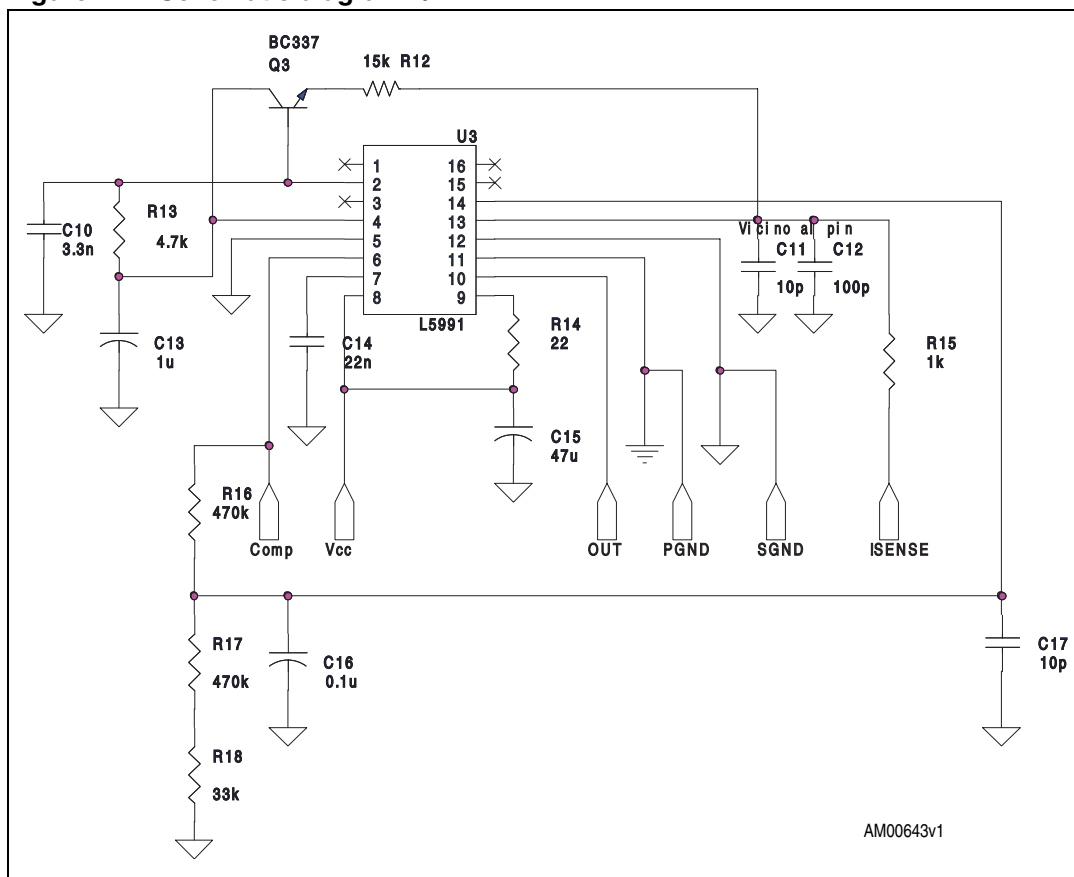 BC337
Q3
15k R12
U3
1
2
3
4
5
6
7
8
16
15
14
13
12
11
10
9
L5991
C10
3.3n
R13
4.7k
C13
1u
C14
22n
R14
22
C15
47u
Vicino al pin
C11
10p
C12
100p
R15
1k
R16
470k
Comp
Vcc
OUT
PGND
SGND
ISENSE
R17
470k
C16
0.1u
C17
10p
R18
33k
AM00643v1